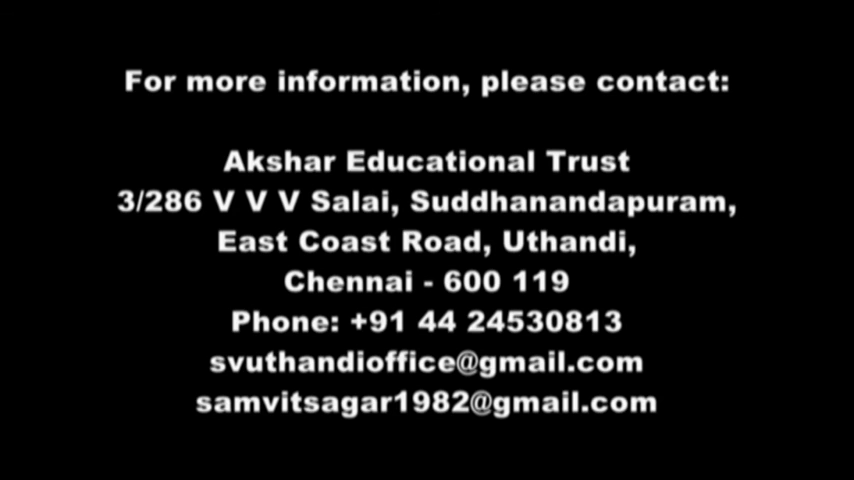 For more information, please contact:
Akshar Educational Trust
3/286 V V V Salai, Suddhanandapuram,
East Coast Road, Uthandi,
Chennai - 600 119
Phone: +91 44 24530813
svuthandioffice@gmail.com
samvitsagar1982@gmail.com